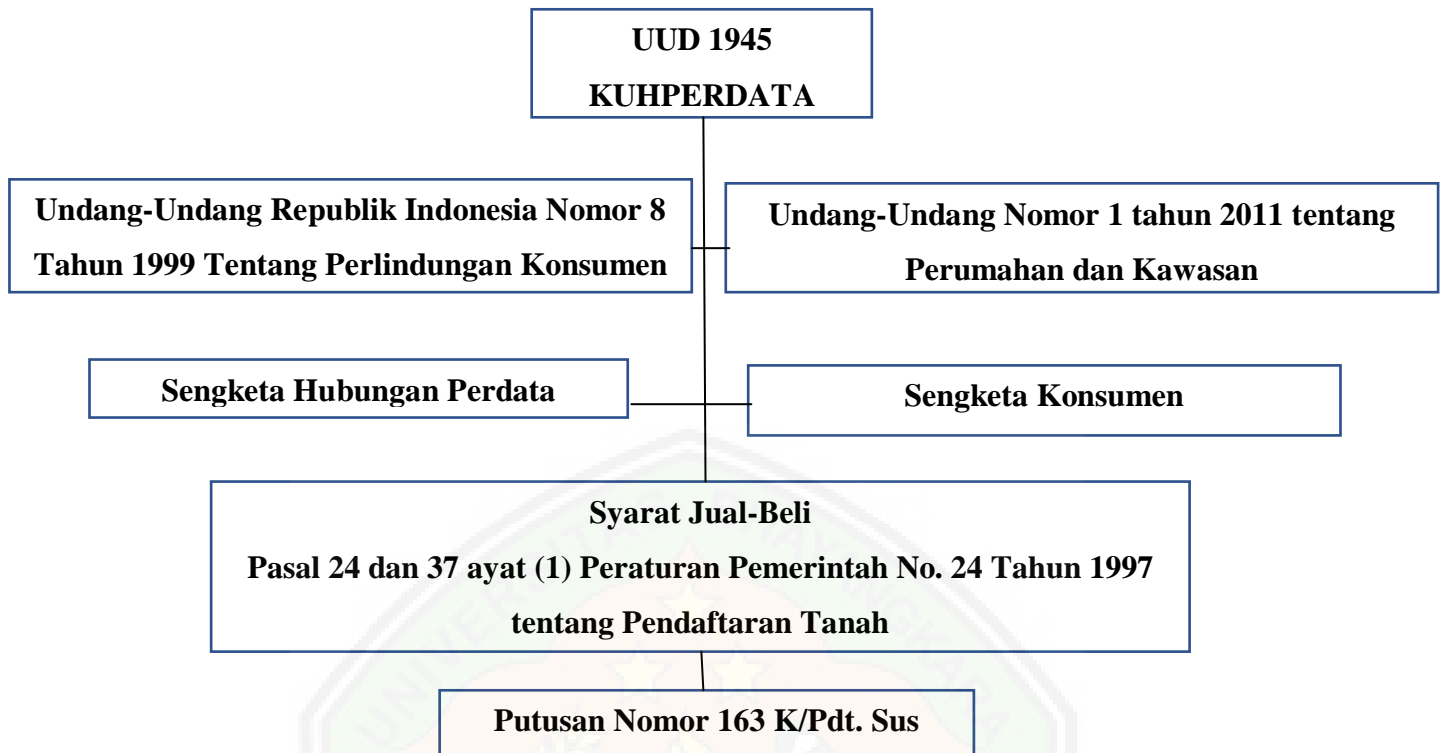 UUD 1945
KUHPERDATA
Undang-Undang Republik Indonesia Nomor 8
Tahun 1999 Tentang Perlindungan Konsumen
Undang-Undang Nomor 1 tahun 2011 tentang
Perumahan dan Kawasan
Sengketa Hubungan Perdata
Sengketa Konsumen
Syarat Jual-Beli
Pasal 24 dan 37 ayat (1) Peraturan Pemerintah No. 24 Tahun 1997
tentang Pendaftaran Tanah
Putusan Nomor 163 K/Pdt. Sus
UNIVERSITAS BHAYANGKARA